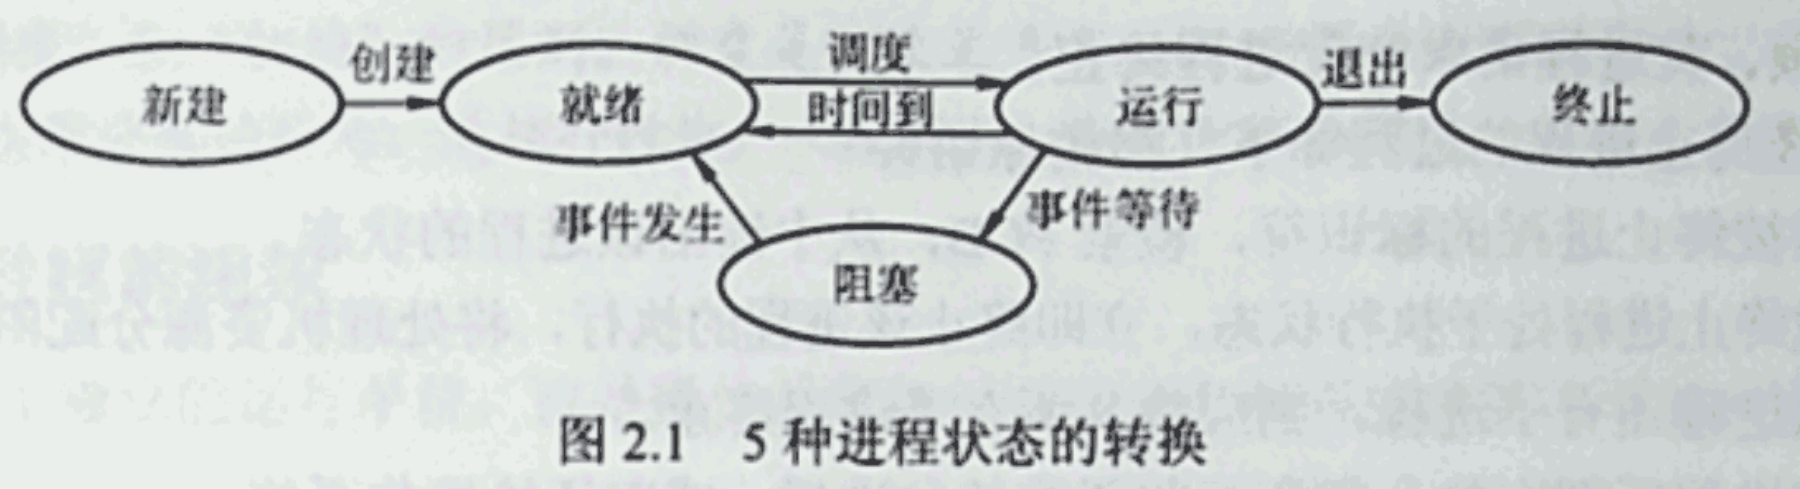 新建 创建 就绪 调度 时间到 运行 退出 终止
事件发生 阻塞 事件等待
图 2.1 5 种进程状态的转换